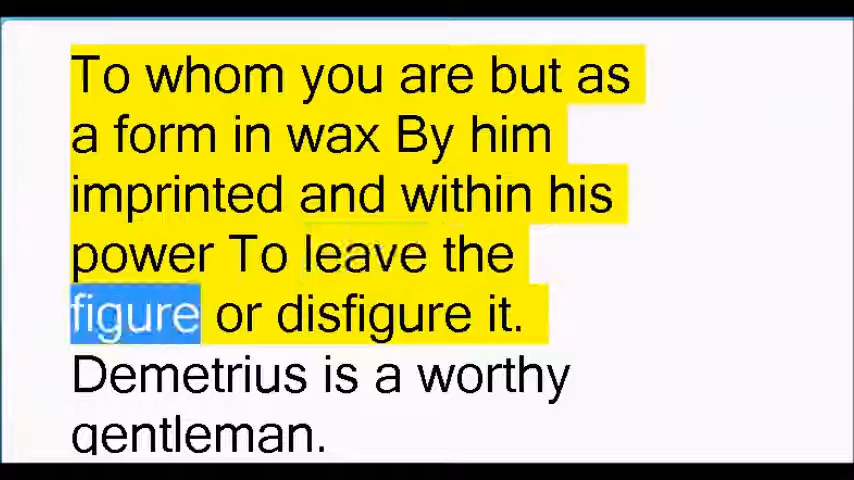 To whom you are but as
a form in wax By him
imprinted and within his
power To leave the
figure or disfigure it.
Demetrius is a worthy
gentleman.